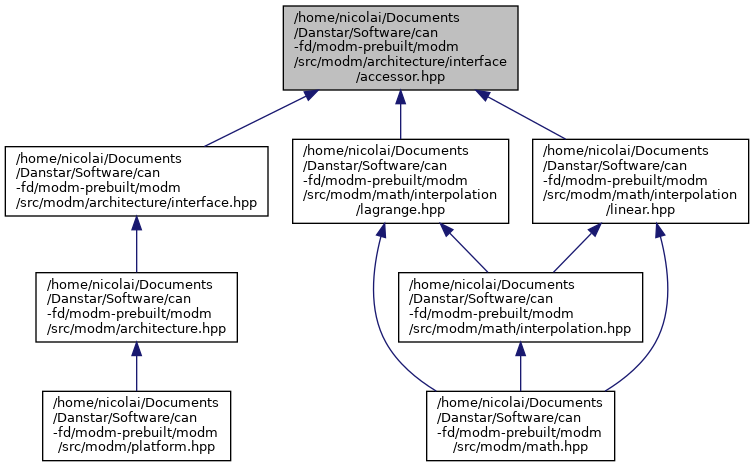 /home/nicolai/Documents
/Danstar/Software/can
-fd/modm-prebuilt/modm
/src/modm/architecture/interface
/accessor.hpp
/home/nicolai/Documents
/Danstar/Software/can
-fd/modm-prebuilt/modm
/src/modm/architecture/interface.hpp
/home/nicolai/Documents
/Danstar/Software/can
-fd/modm-prebuilt/modm
/src/modm/math/interpolation
/lagrange.hpp
/home/nicolai/Documents
/Danstar/Software/can
-fd/modm-prebuilt/modm
/src/modm/math/interpolation
/linear.hpp
/home/nicolai/Documents
/Danstar/Software/can
-fd/modm-prebuilt/modm
/src/modm/architecture.hpp
/home/nicolai/Documents
/Danstar/Software/can
-fd/modm-prebuilt/modm
/src/modm/math/interpolation.hpp
/home/nicolai/Documents
/Danstar/Software/can
-fd/modm-prebuilt/modm
/src/modm/platform.hpp
/home/nicolai/Documents
/Danstar/Software/can
-fd/modm-prebuilt/modm
/src/modm/math.hpp